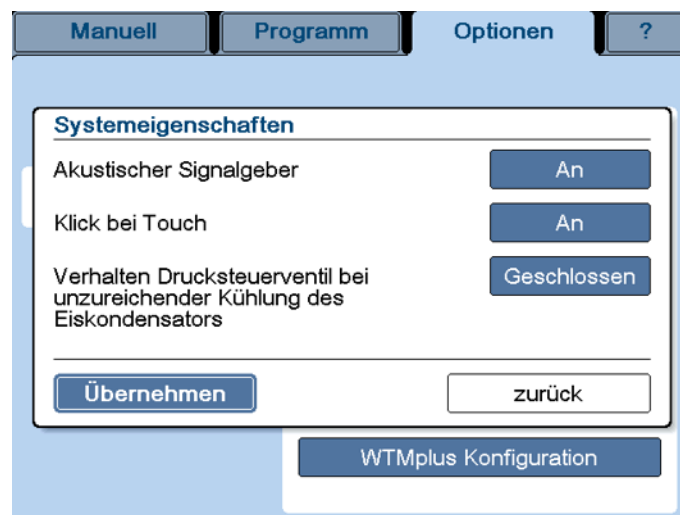 Manuell
Programm
Optionen
?
Systemeigenschaften
Akustischer Signalgeber
An
Klick bei Touch
An
Verhalten Drucksteuerventil bei
unzureichender Kühlung des
Eiskondensators
Geschlossen
Übernehmen
zurück
WTMplus Konfiguration